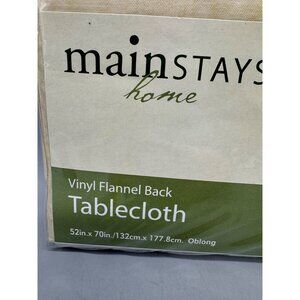 mainSTAYS
home
Vinyl Flannel Back
Tablecloth
52in.x 70in./132cm.x 177.8cm. Oblong